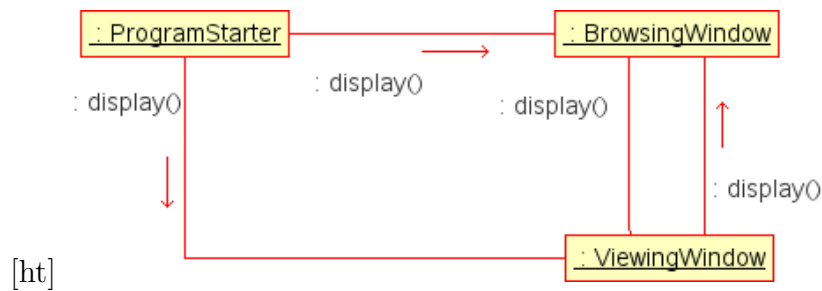 : ProgramStarter
: BrowsingWindow
: display()
: display()
: display()
: display()
: ViewingWindow
[ht]